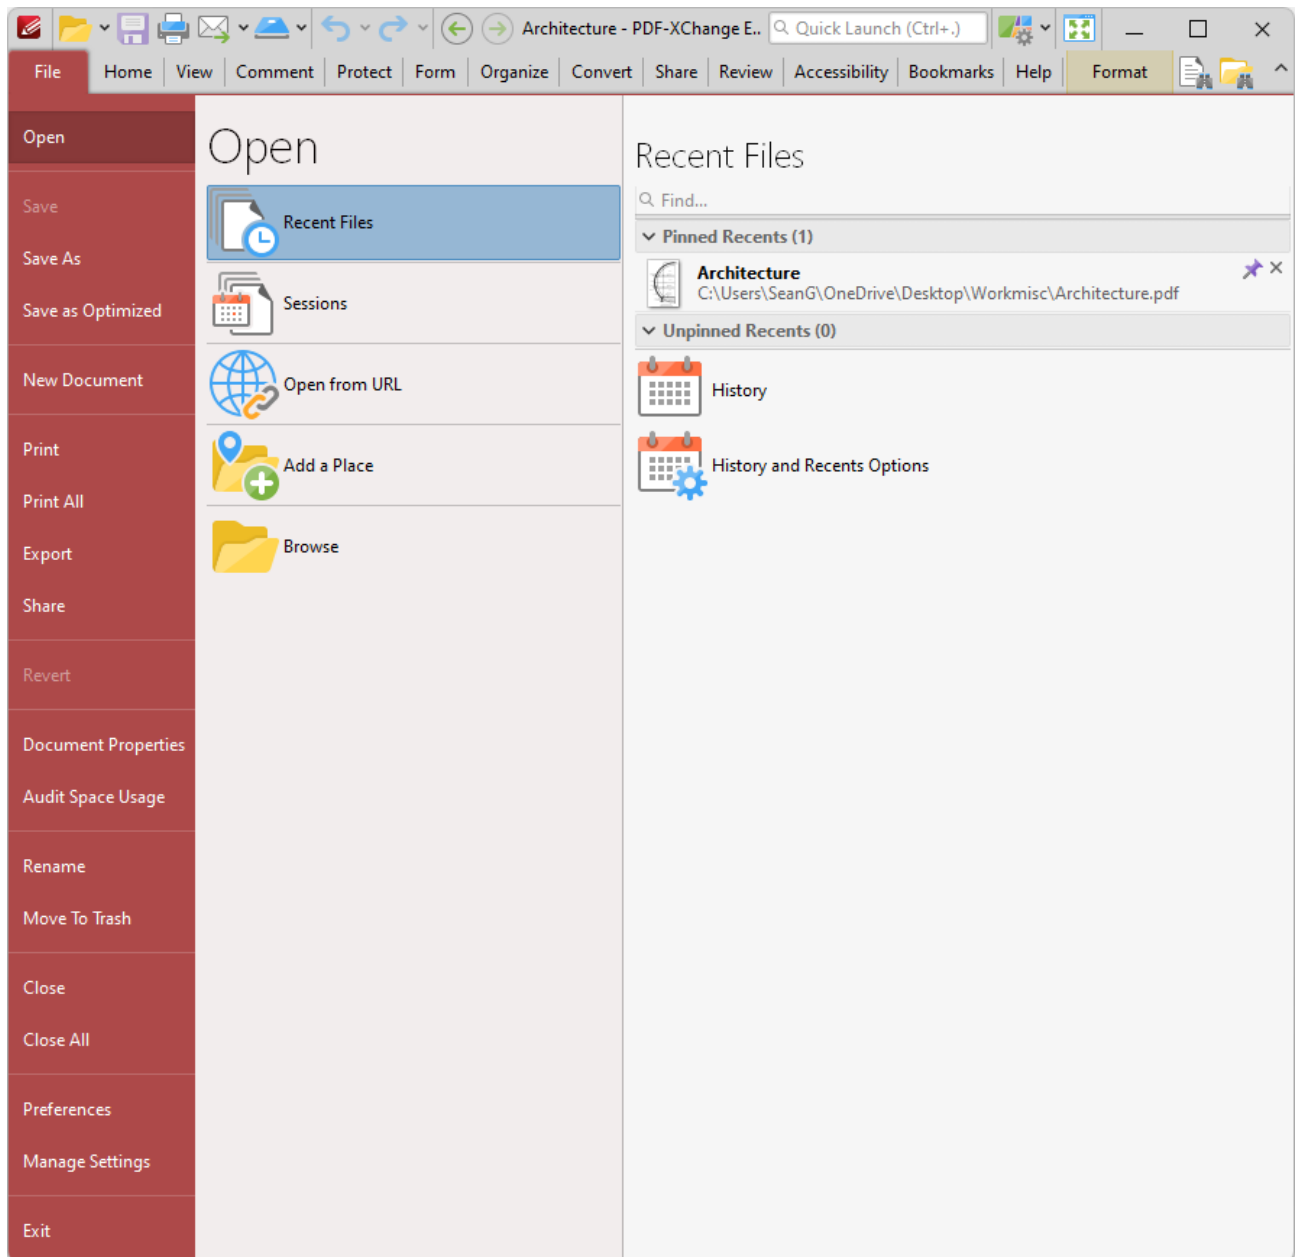 Architecture - PDF-XChange E..
Quick Launch (Ctrl+.)
File
Home
View
Comment
Protect
Form
Organize
Convert
Share
Review
Accessibility
Bookmarks
Help
Format
Open
Save
Save As
Save as Optimized
New Document
Print
Print All
Export
Share
Revert
Document Properties
Audit Space Usage
Rename
Move To Trash
Close
Close All
Preferences
Manage Settings
Exit
Open
Recent Files
Sessions
Open from URL
Add a Place
Browse
Recent Files
Find...
Pinned Recents (1)
Architecture
C:\Users\SeanG\OneDrive\Desktop\Workmisc\Architecture.pdf
Unpinned Recents (0)
History
History and Recents Options